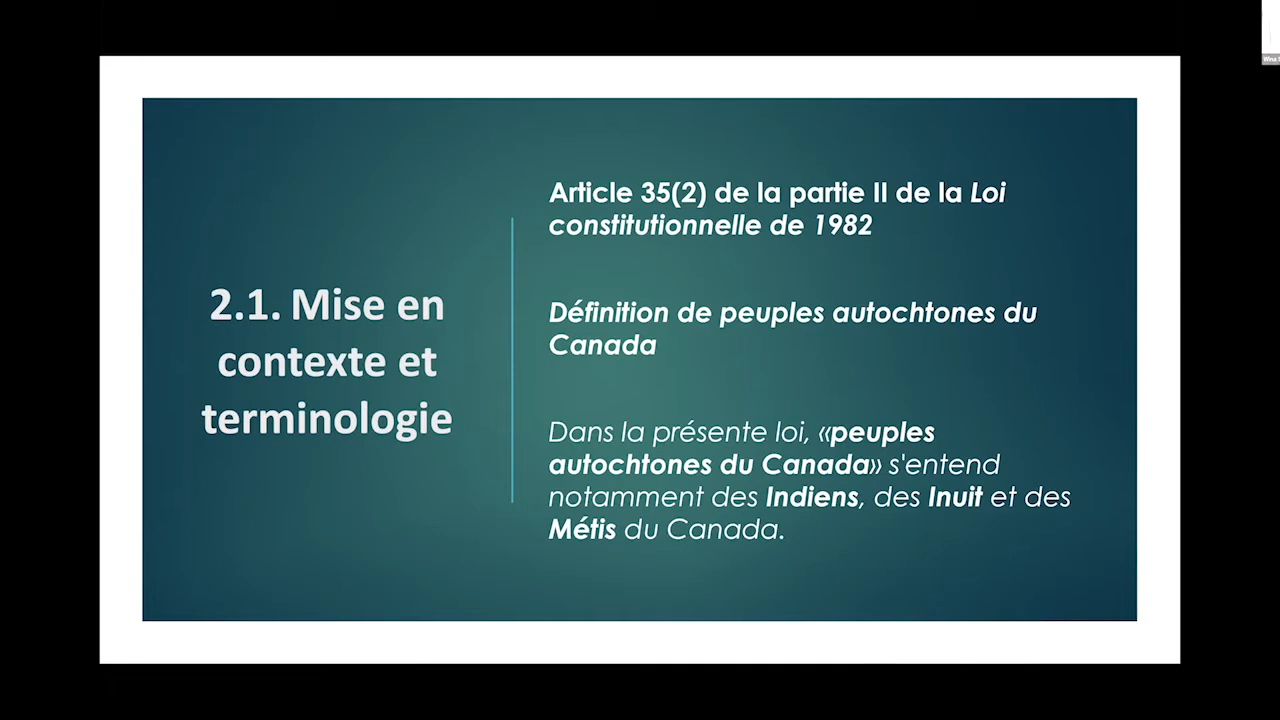 2.1. Mise en
contexte et
terminologie
Article 35(2) de la partie II de la Loi
constitutionnelle de 1982
Définition de peuples autochtones du
Canada
Dans la présente loi, «peuples
autochtones du Canada» s'entend
notamment des Indiens, des Inuit et des
Métis du Canada.